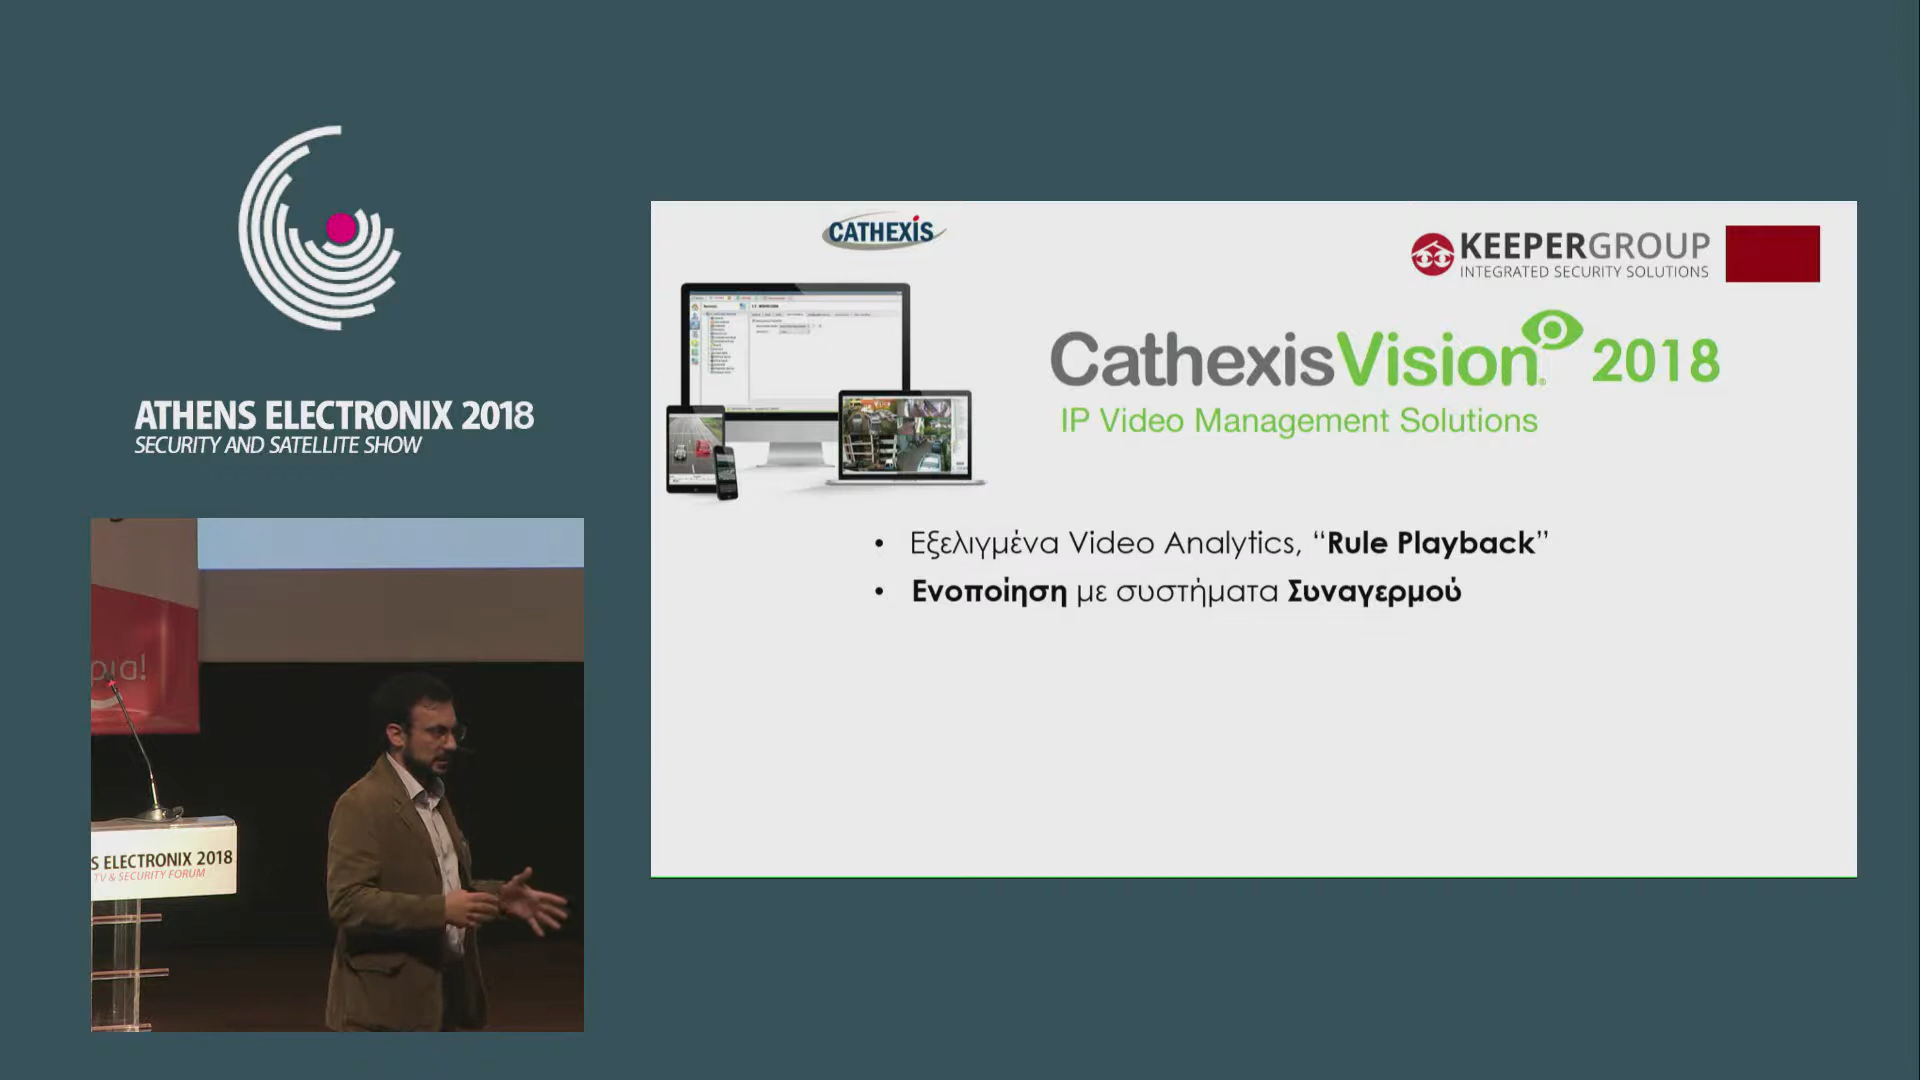 ATHENS ELECTRONIX 2018
SECURITY AND SATELLITE SHOW
CATHEXIS
KEEPERGROUP
INTEGRATED SECURITY SOLUTIONS
CathexisVision 2018
IP Video Management Solutions
• Εξελιγμένα Video Analytics, “Rule Playback”
• Ενοποίηση με συστήματα Συναγερμού
ρια!
S ELECTRONIX 2018
TV & SECURITY FORUM